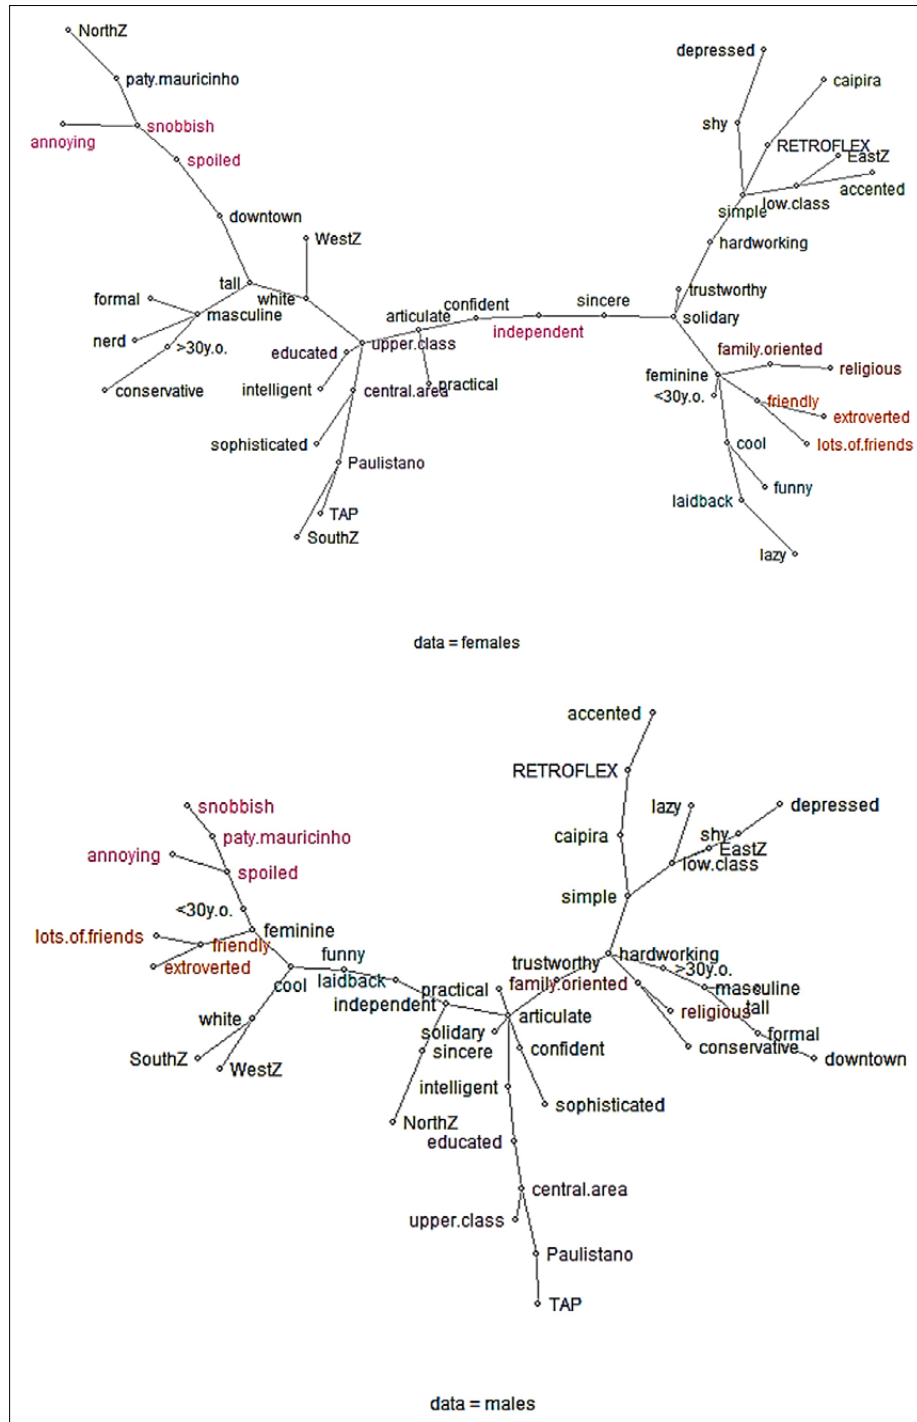 NorthZ
depressed
paty.mauricinho
caipira
snobbish
shy
annoying
RETROFLEX
spoiled
EastZ
accented
low.class
simple
downtown
WestZ
hardworking
tall
trustworthy
formal
white
confident
sincere
masculine
articulate
solidary
independent
nerd
upper.class
>30y.o.
educated
family.oriented
religious
feminine
conservative
intelligent
central.area
practical
<30y.o.
friendly
extroverted
sophisticated
cool
lots.of.friends
Paulistano
funny
laidback
TAP
SouthZ
lazy
data = females
accented
RETROFLEX
snobbish
lazy
depressed
paty.mauricinho
caipira
shy
annoying
EastZ
spoiled
low.class
simple
<30y.o.
feminine
lots.of.friends
friendly
funny
hardworking
extroverted
trustworthy
>30y.o.
laidback
cool
family.oriented
practical
masculine
independent
religious
tall
white
articulate
solidary
formal
SouthZ
sincere
confident
conservative
downtown
WestZ
intelligent
sophisticated
NorthZ
educated
central.area
upper.class
Paulistano
TAP
data = males